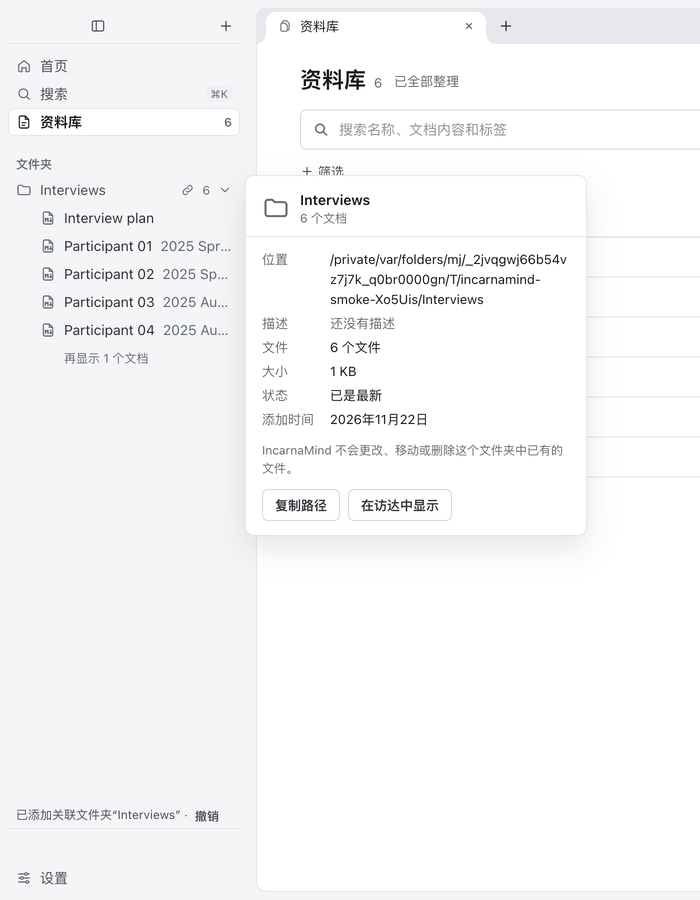 首页
搜索 ⌘K
资料库 6
文件夹
Interviews 6
Interview plan
Participant 01 2025 Spr...
Participant 02 2025 Sp...
Participant 03 2025 Au...
Participant 04 2025 Au...
再显示 1 个文档
已添加关联文件夹“Interviews” · 撤销
设置
资料库
资料库 6 已全部整理
搜索名称、文档内容和标签
筛选
Interviews
6 个文档
位置 /private/var/folders/mj/_2jvqgwj66b54v
z7j7k_q0br0000gn/T/incarnamind-
smoke-Xo5Uis/Interviews
描述 还没有描述
文件 6 个文件
大小 1 KB
状态 已是最新
添加时间 2026年11月22日
IncarnaMind 不会更改、移动或删除这个文件夹中已有的
文件。
复制路径 在访达中显示